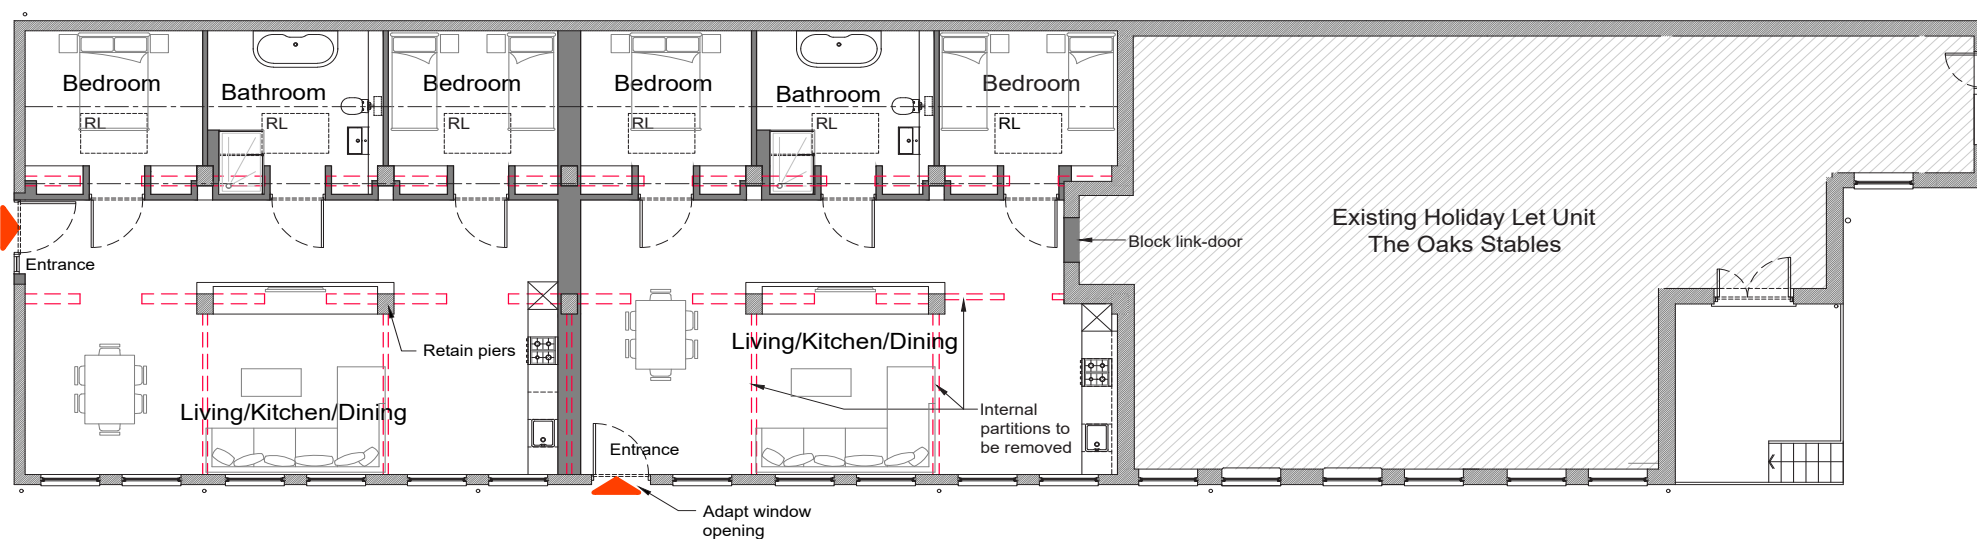 Bedroom
Bathroom
Bedroom
Bedroom
Bathroom
Bedroom
RL
RL
RL
RL
RL
RL
Entrance
Block link-door
Existing Holiday Let Unit
The Oaks Stables
Retain piers
Living/Kitchen/Dining
Living/Kitchen/Dining
Internal
partitions to
be removed
Entrance
Adapt window
opening